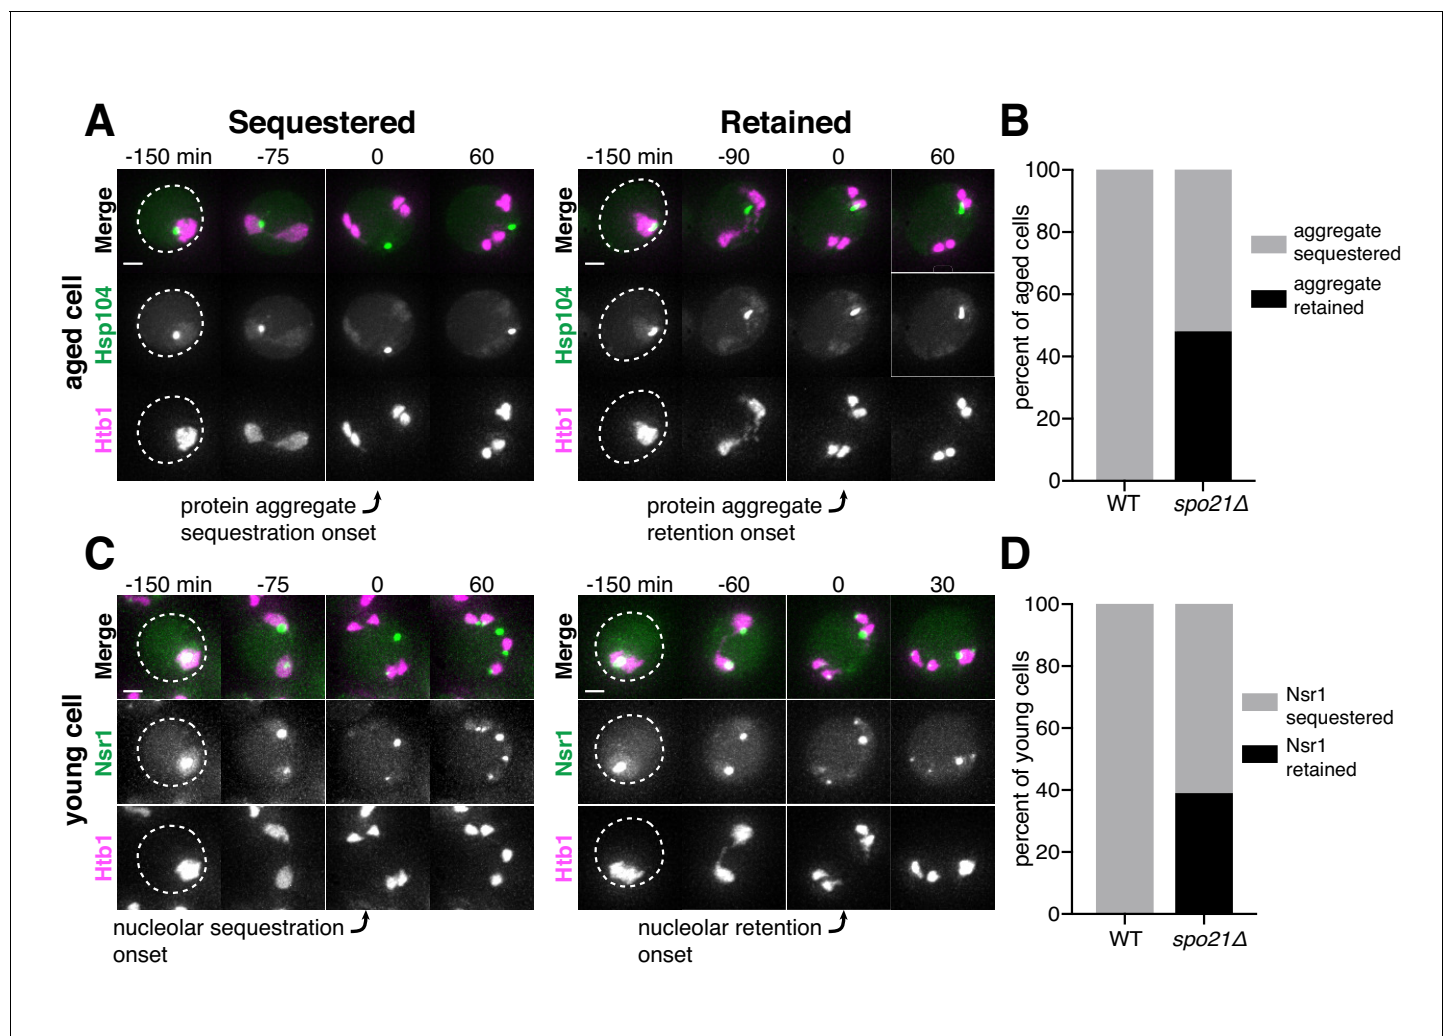 A
Sequestered
Retained
B
-150 min -75 0 60
-150 min -90 0 60
aged cell
Merge
Hsp104
Htb1
Merge
Hsp104
Htb1
protein aggregate
sequestration onset
protein aggregate
retention onset
percent of aged cells
100
80
60
40
20
0
WT spo21Δ
aggregate
sequestered
aggregate
retained
C
D
-150 min -75 0 60
-150 min -60 0 30
young cell
Merge
Nsr1
Htb1
Merge
Nsr1
Htb1
nucleolar sequestration
onset
nucleolar retention
onset
percent of young cells
100
80
60
40
20
0
WT spo21Δ
Nsr1
sequestered
Nsr1
retained